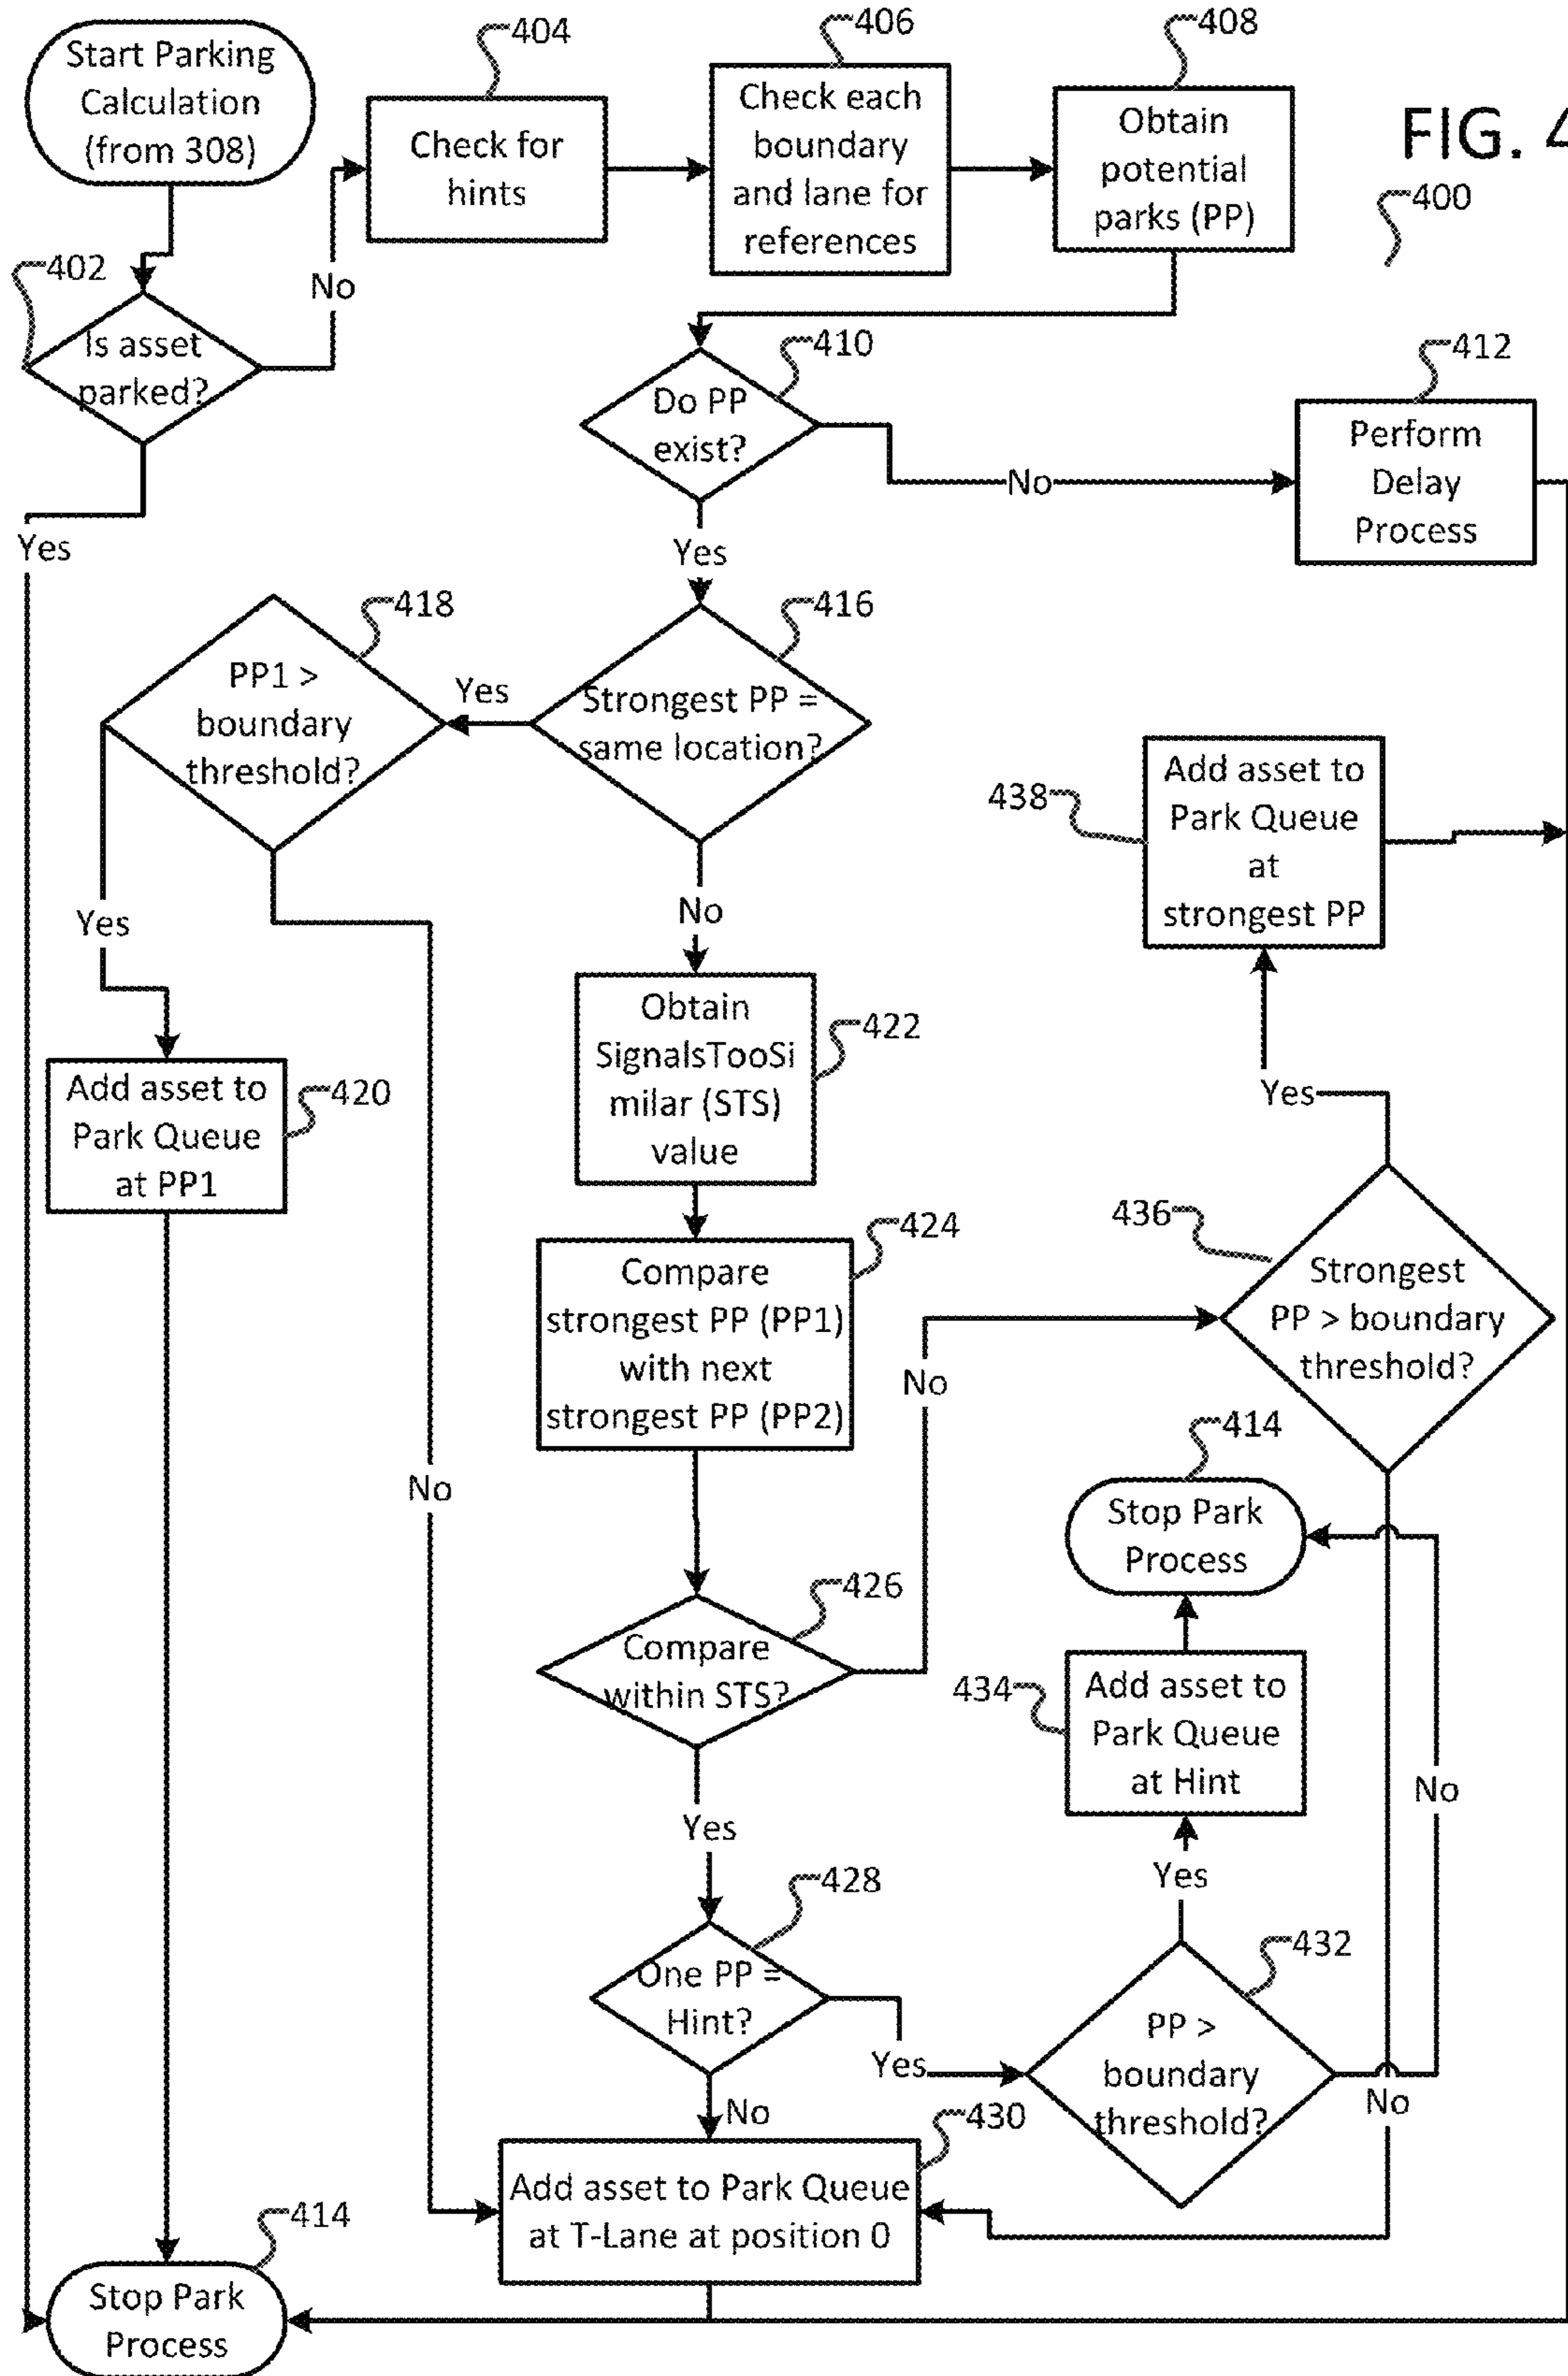 Start Parking
Calculation
(from 308)
404
Check for
hints
406
Check each
boundary
and lane for
references
408
Obtain
potential
parks (PP)
FIG. 4
400
402
Is asset
parked?
No
Yes
410
Do PP
exist?
No
412
Perform
Delay
Process
Yes
418
PP1 >
boundary
threshold?
Yes
416
Strongest PP =
same location?
438
Add asset to
Park Queue
at
strongest PP
Yes
No
420
Add asset to
Park Queue
at PP1
Obtain
SignalsTooSi
milar (STS)
value
422
Yes
436
Strongest
PP > boundary
threshold?
424
Compare
strongest PP (PP1)
with next
strongest PP (PP2)
No
No
414
Stop Park
Process
426
Compare
within STS?
434
Add asset to
Park Queue
at Hint
No
Yes
Yes
428
One PP =
Hint?
Yes
432
PP >
boundary
threshold?
No
No
430
Add asset to Park Queue
at T-Lane at position 0
414
Stop Park
Process